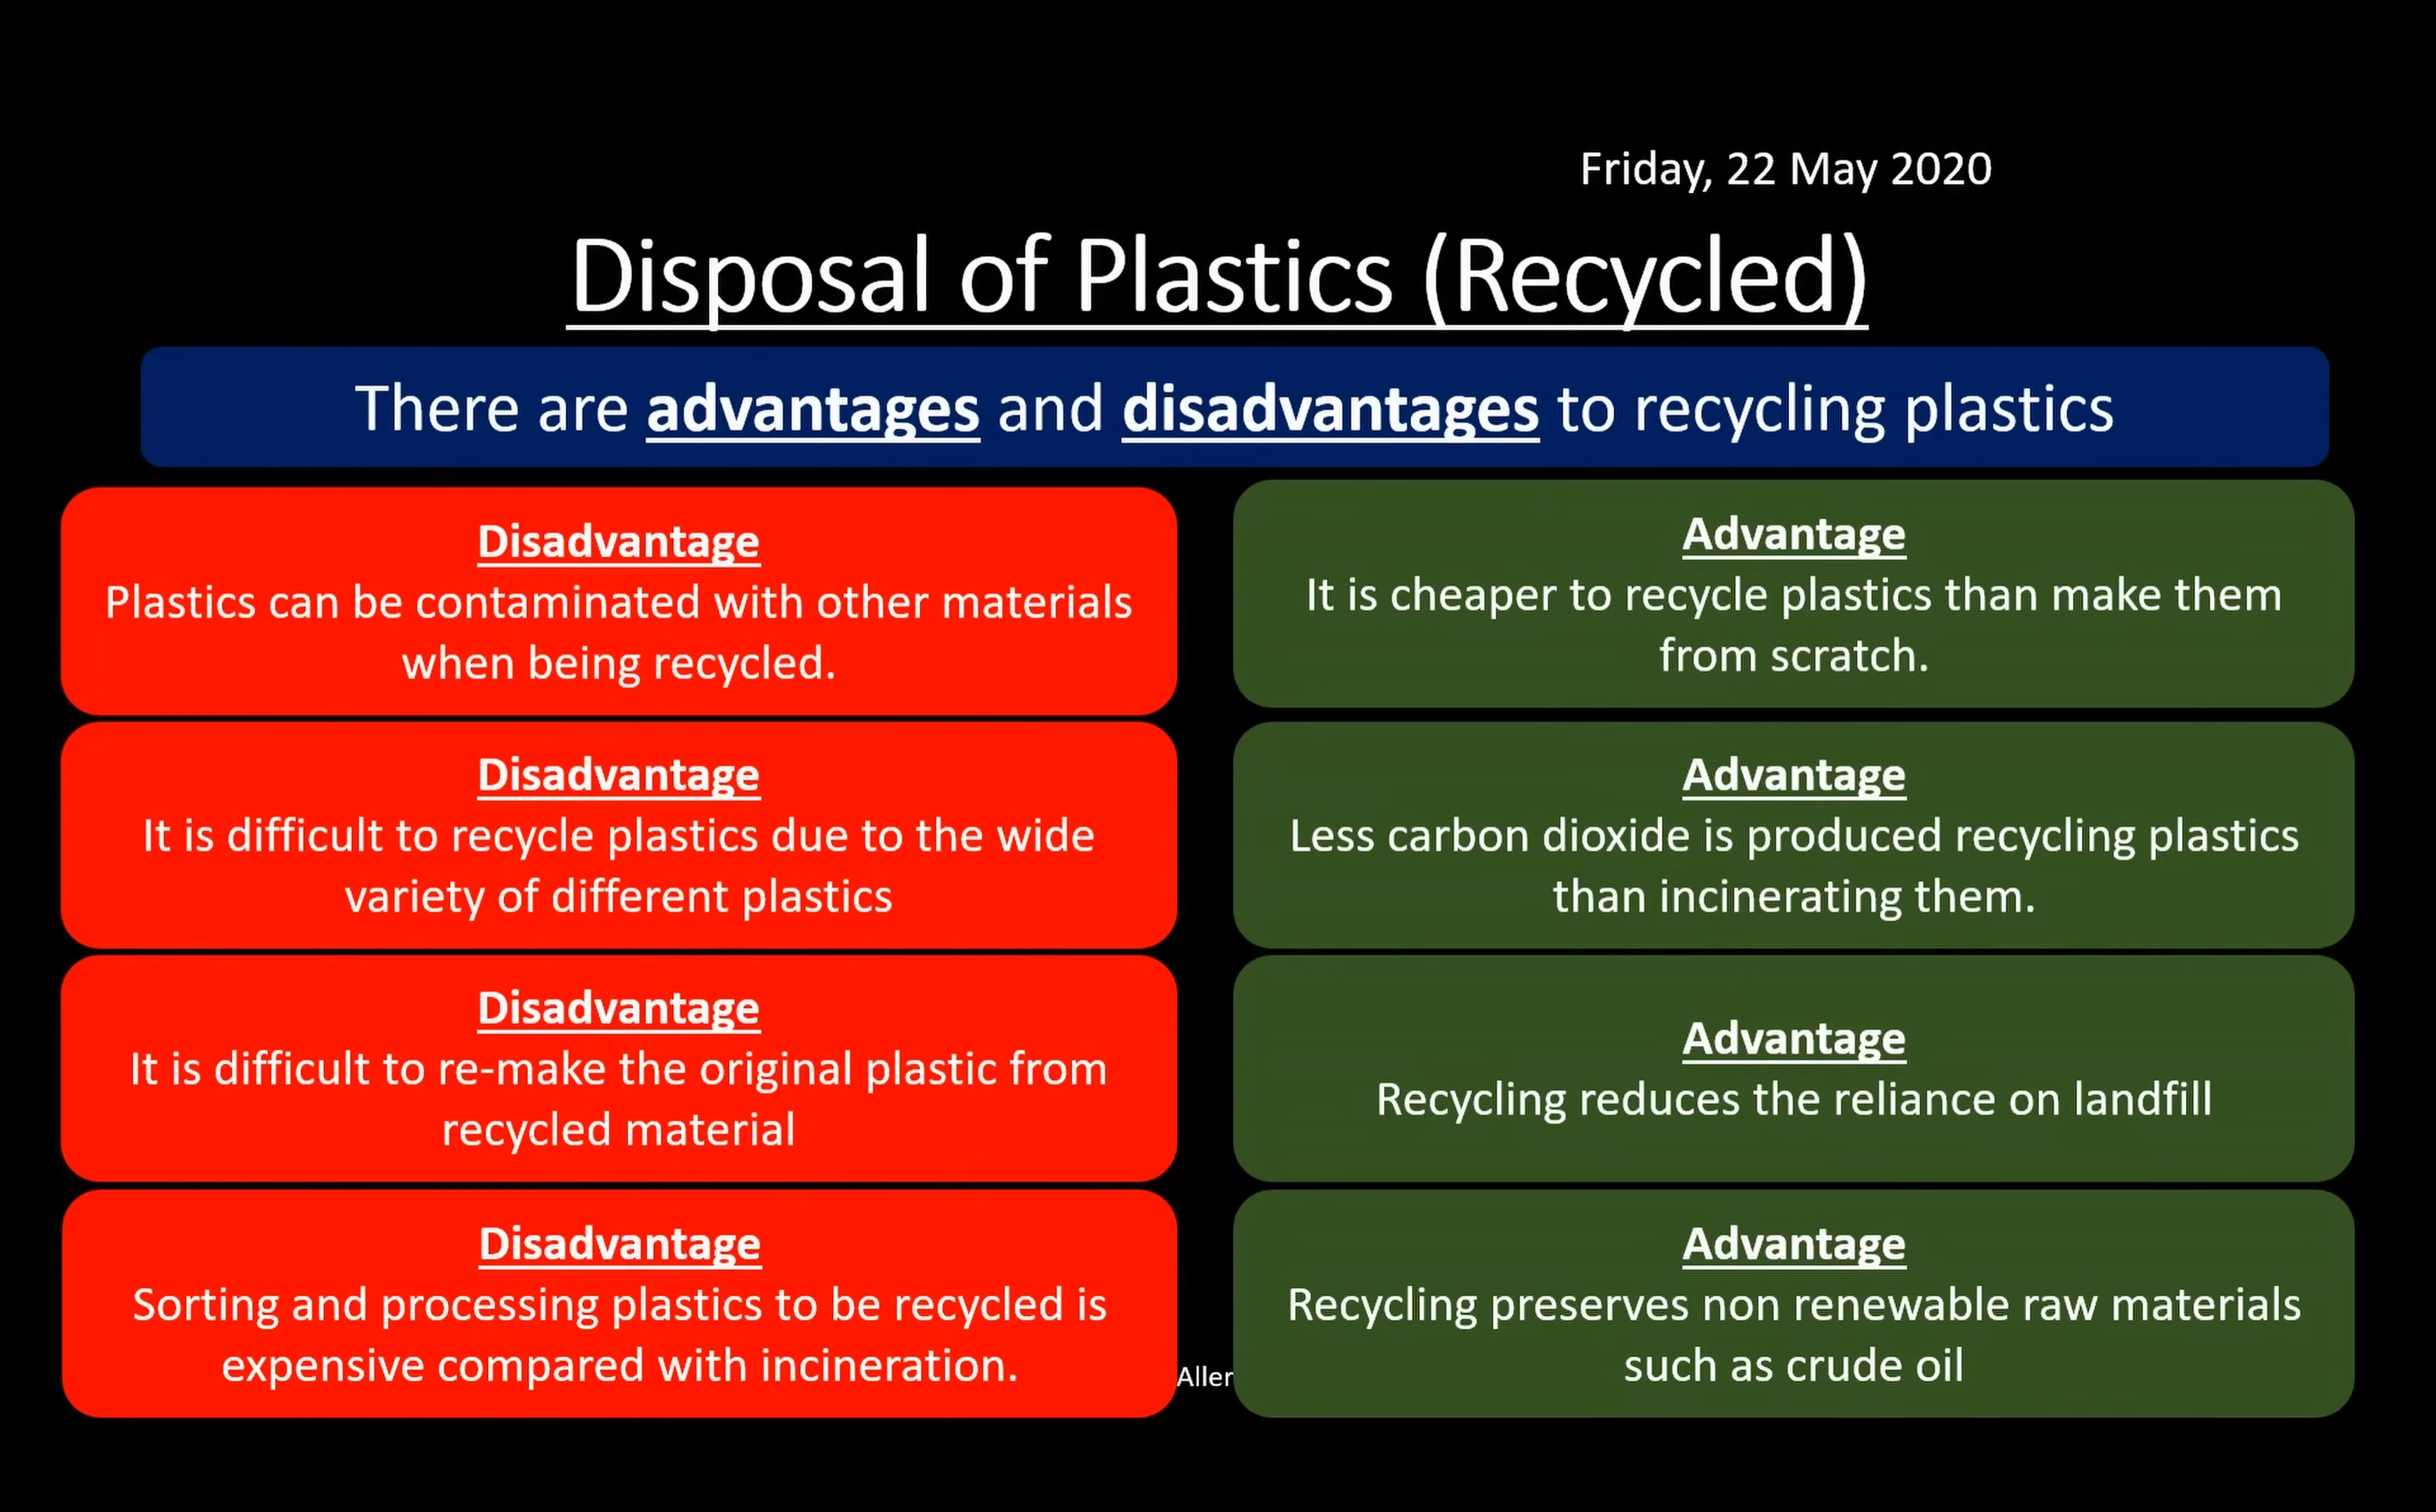 Friday, 22 May 2020
Disposal of Plastics (Recycled)
There are advantages and disadvantages to recycling plastics
Disadvantage
Plastics can be contaminated with other materials
when being recycled.
Disadvantage
It is difficult to recycle plastics due to the wide
variety of different plastics
Disadvantage
It is difficult to re-make the original plastic from
recycled material
Disadvantage
Sorting and processing plastics to be recycled is
expensive compared with incineration.
Advantage
It is cheaper to recycle plastics than make them
from scratch.
Advantage
Less carbon dioxide is produced recycling plastics
than incinerating them.
Advantage
Recycling reduces the reliance on landfill
Advantage
Recycling preserves non renewable raw materials
such as crude oil